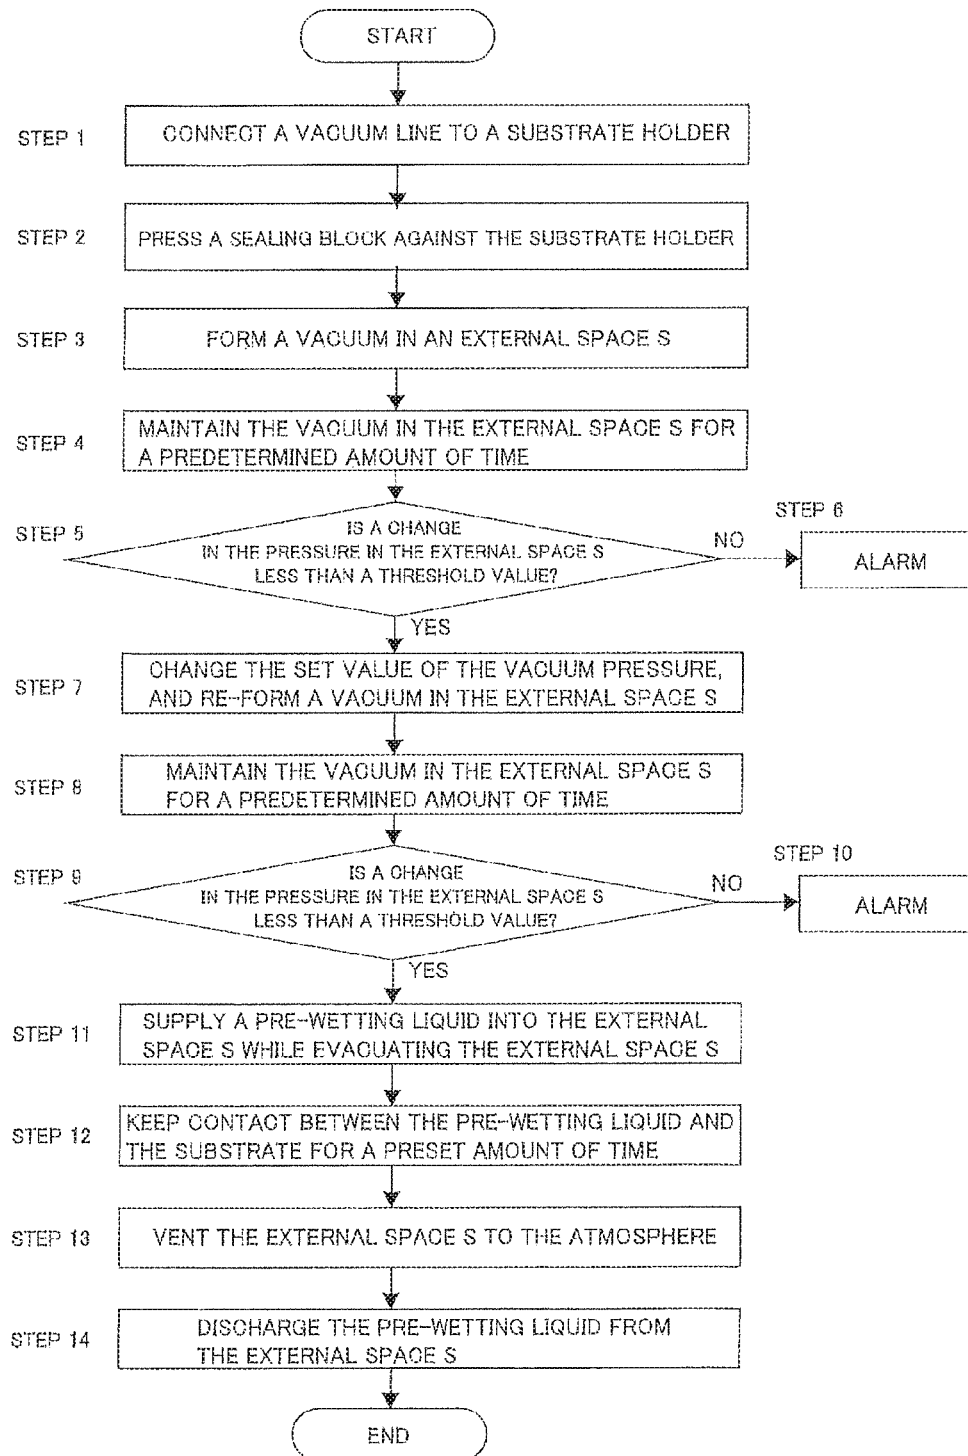 START
STEP 1
CONNECT A VACUUM LINE TO A SUBSTRATE HOLDER
STEP 2
PRESS A SEALING BLOCK AGAINST THE SUBSTRATE HOLDER
STEP 3
FORM A VACUUM IN AN EXTERNAL SPACE S
STEP 4
MAINTAIN THE VACUUM IN THE EXTERNAL SPACE S FOR
A PREDETERMINED AMOUNT OF TIME
STEP 5
IS A CHANGE
IN THE PRESSURE IN THE EXTERNAL SPACE S
LESS THAN A THRESHOLD VALUE?
NO
STEP 6
ALARM
YES
STEP 7
CHANGE THE SET VALUE OF THE VACUUM PRESSURE,
AND RE-FORM A VACUUM IN THE EXTERNAL SPACE S
STEP 8
MAINTAIN THE VACUUM IN THE EXTERNAL SPACE S
FOR A PREDETERMINED AMOUNT OF TIME
STEP 9
IS A CHANGE
IN THE PRESSURE IN THE EXTERNAL SPACE S
LESS THAN A THRESHOLD VALUE?
NO
STEP 10
ALARM
YES
STEP 11
SUPPLY A PRE-WETTING LIQUID INTO THE EXTERNAL
SPACE S WHILE EVACUATING THE EXTERNAL SPACE S
STEP 12
KEEP CONTACT BETWEEN THE PRE-WETTING LIQUID AND
THE SUBSTRATE FOR A PRESET AMOUNT OF TIME
STEP 13
VENT THE EXTERNAL SPACE S TO THE ATMOSPHERE
STEP 14
DISCHARGE THE PRE-WETTING LIQUID FROM
THE EXTERNAL SPACE S
END